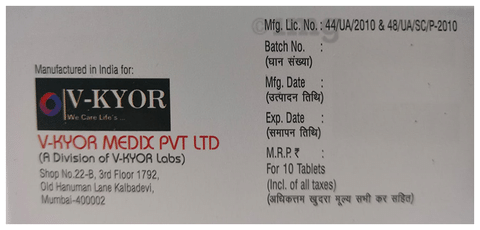 Mfg. Lic. No. : 44/UA/2010 & 48/UA/SC/P-2010
Batch No. :
(घान संख्या)
Mfg. Date :
(उत्पादन तिथि)
Exp. Date :
(समापन तिथि)
M.R.P. ₹ :
For 10 Tablets
(Incl. of all taxes)
(अधिकतम खुदरा मूल्य सभी कर सहित)
Manufactured in India for:
V-KYOR
We Care Life's ...
V-KYOR MEDIX PVT LTD
(A Division of V-KYOR Labs)
Shop No.22-B, 3rd Floor 1792,
Old Hanuman Lane Kalbadevi,
Mumbai-400002